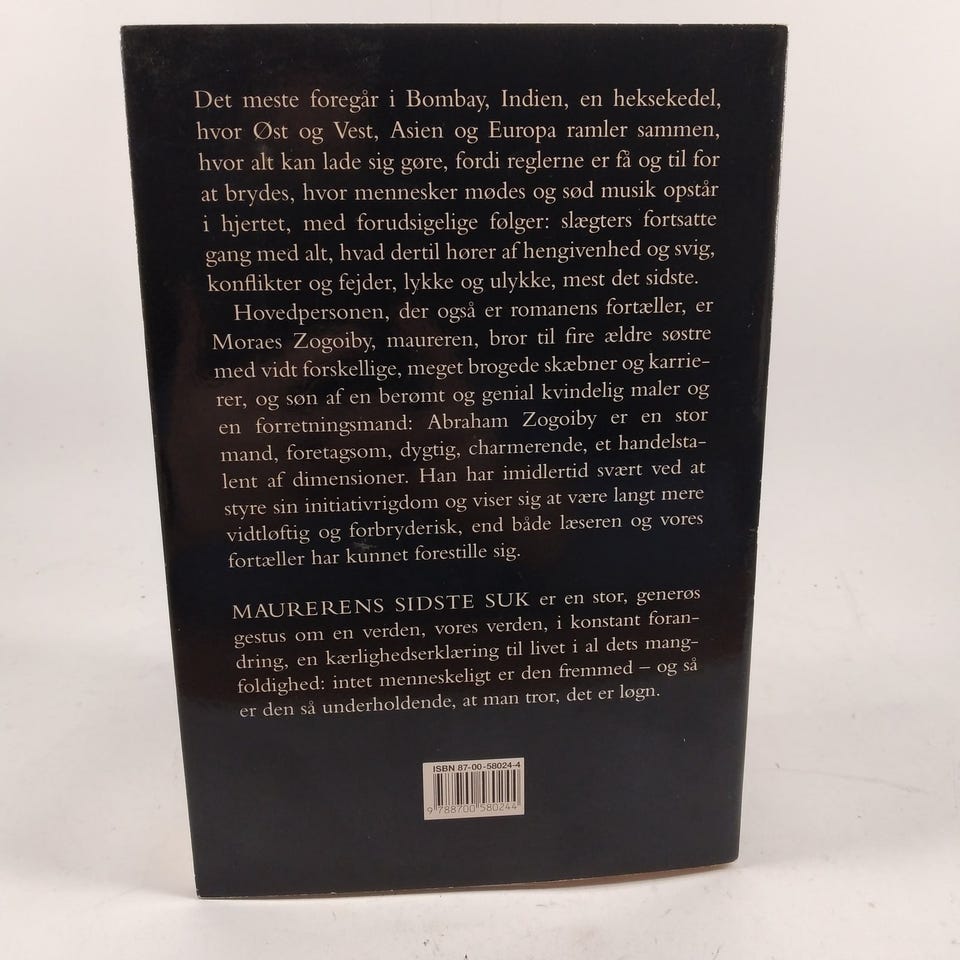 Det meste foregår i Bombay, Indien, en heksekedel,
hvor Øst og Vest, Asien og Europa ramler sammen,
hvor alt kan lade sig gøre, fordi reglerne er få og til for
at brydes, hvor mennesker mødes og sød musik opstår
i hjertet, med forudsigelige følger: slægters fortsatte
gang med alt, hvad dertil hører af hengivenhed og svig,
konflikter og fejder, lykke og ulykke, mest det sidste.
Hovedpersonen, der også er romanens fortæller, er
Moraes Zogoiby, maureren, bror til fire ældre søstre
med vidt forskellige, meget brogede skæbner og karrie-
rer, og søn af en berømt og genial kvindelig maler og
en forretningsmand: Abraham Zogoiby er en stor
mand, foretagsom, dygtig, charmerende, et handelsta-
lent af dimensioner. Han har imidlertid svært ved at
styre sin initiativrigdom og viser sig at være langt mere
vidtløftig og forbryderisk, end både læseren og vores
fortæller har kunnet forestille sig.
MAURERENS SIDSTE SUK er en stor, generøs
gestus om en verden, vores verden, i konstant foran-
dring, en kærlighedserklæring til livet i al dets mang-
foldighed: intet menneskeligt er den fremmed – og så
er den så underholdende, at man tror, det er løgn.
ISBN 87-00-58024-4
9 788700 580244